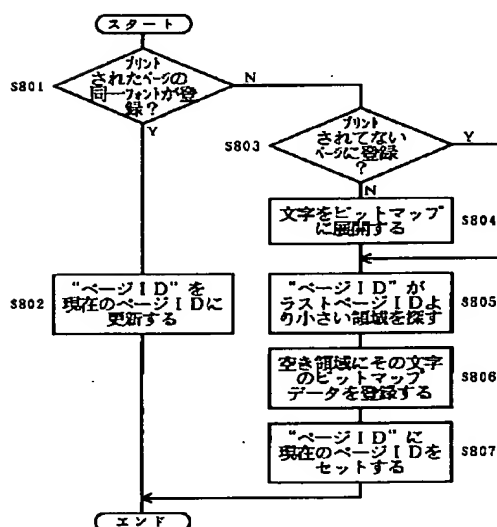 スタート
S801
プリント
されたページの
同一フォントが登
録?
N
Y
S803
プリント
されてない
ページに登録
?
Y
N
文字をビットマップ
に展開する
S804
S802
“ページID”を
現在のページIDに
更新する
“ページID”が
ラストページIDよ
り小さい領域を探す
S805
空き領域にその文字
のビットマップ
データを登録する
S806
“ページID”に
現在のページIDを
セットする
S807
エンド